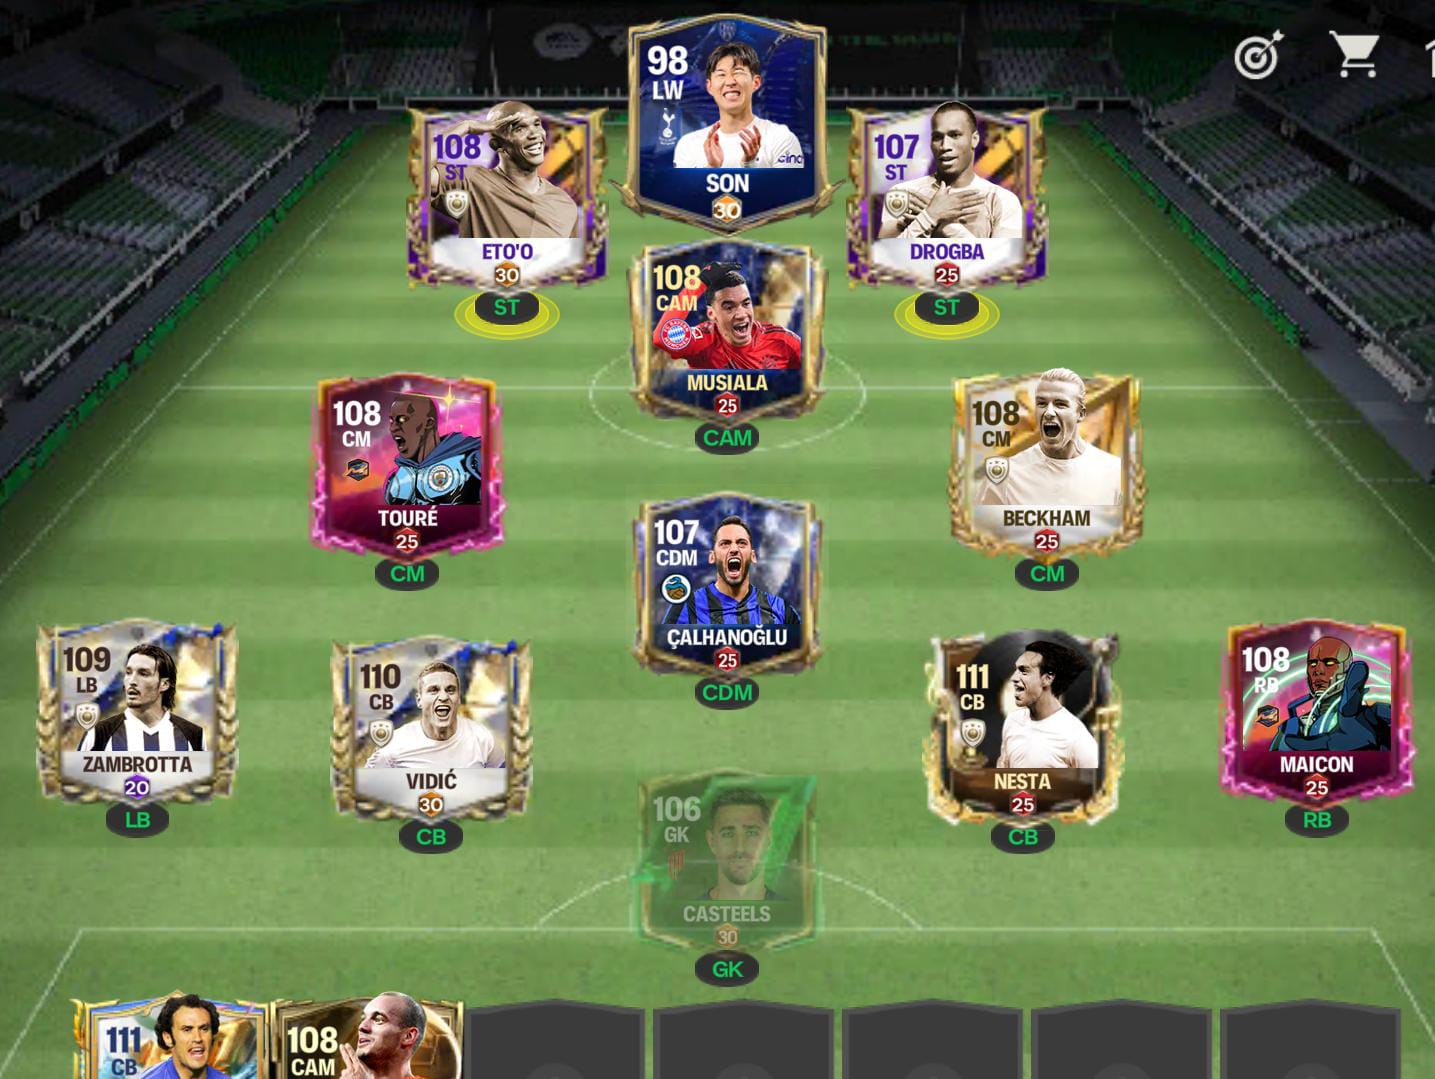 98
LW
SON
30
108
ST
ETO'O
30
ST
107
ST
DROGBA
25
ST
108
CAM
MUSIALA
25
CAM
108
CM
TOURÉ
25
CM
108
CM
BECKHAM
25
CM
107
CDM
ÇALHANOĞLU
25
CDM
109
LB
ZAMBROTTA
20
LB
110
CB
VIDIĆ
30
CB
111
CB
NESTA
25
CB
108
RB
MAICON
25
RB
106
GK
CASTEELS
30
GK
111
CB
108
CAM